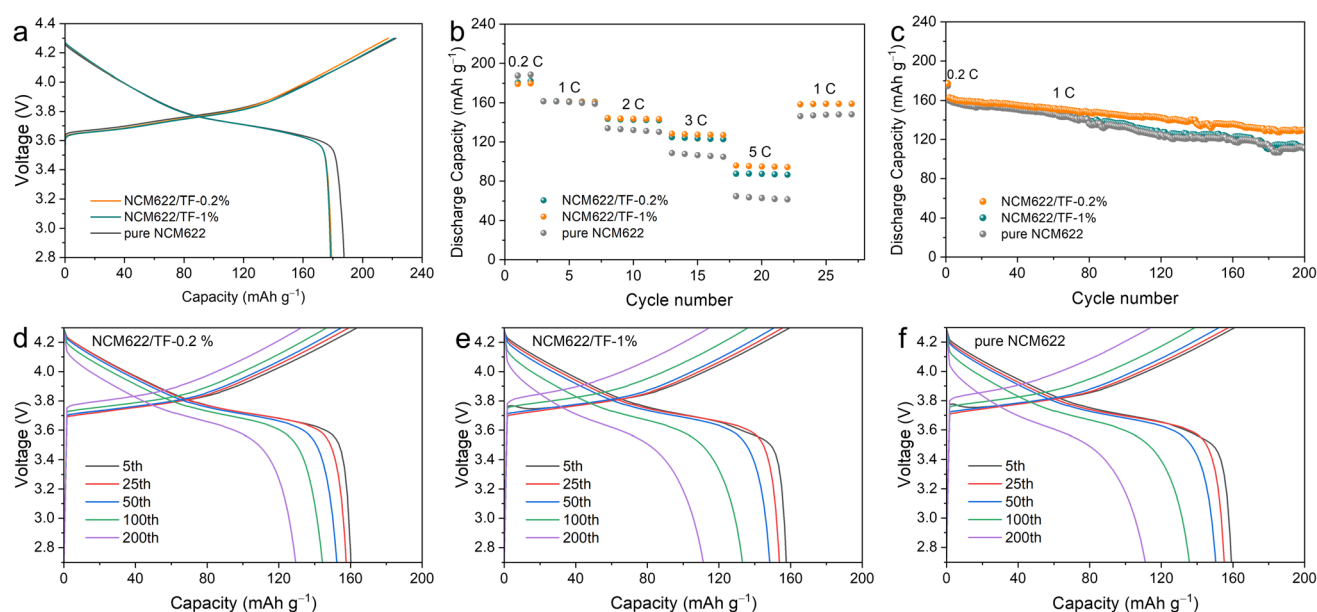 a
4.4
4.2
4.0
3.8
3.6
3.4
3.2
3.0
2.8
Voltage (V)
NCM622/TF-0.2%
NCM622/TF-1%
pure NCM622
0 40 80 120 160 200 240
Capacity (mAh g⁻¹)
b
240
200
160
120
80
40
0
Discharge Capacity (mAh g⁻¹)
0.2 C
1 C
2 C
3 C
5 C
1 C
NCM622/TF-0.2%
NCM622/TF-1%
pure NCM622
0 5 10 15 20 25
Cycle number
c
240
200
160
120
80
40
0
Discharge Capacity (mAh g⁻¹)
0.2 C
1 C
NCM622/TF-0.2%
NCM622/TF-1%
pure NCM622
0 40 80 120 160 200
Cycle number
d
NCM622/TF-0.2 %
4.2
4.0
3.8
3.6
3.4
3.2
3.0
2.8
Voltage (V)
5th
25th
50th
100th
200th
0 40 80 120 160 200
Capacity (mAh g⁻¹)
e
NCM622/TF-1%
4.2
4.0
3.8
3.6
3.4
3.2
3.0
2.8
Voltage (V)
5th
25th
50th
100th
200th
0 40 80 120 160 200
Capacity (mAh g⁻¹)
f
pure NCM622
4.2
4.0
3.8
3.6
3.4
3.2
3.0
2.8
Voltage (V)
5th
25th
50th
100th
200th
0 40 80 120 160 200
Capacity (mAh g⁻¹)